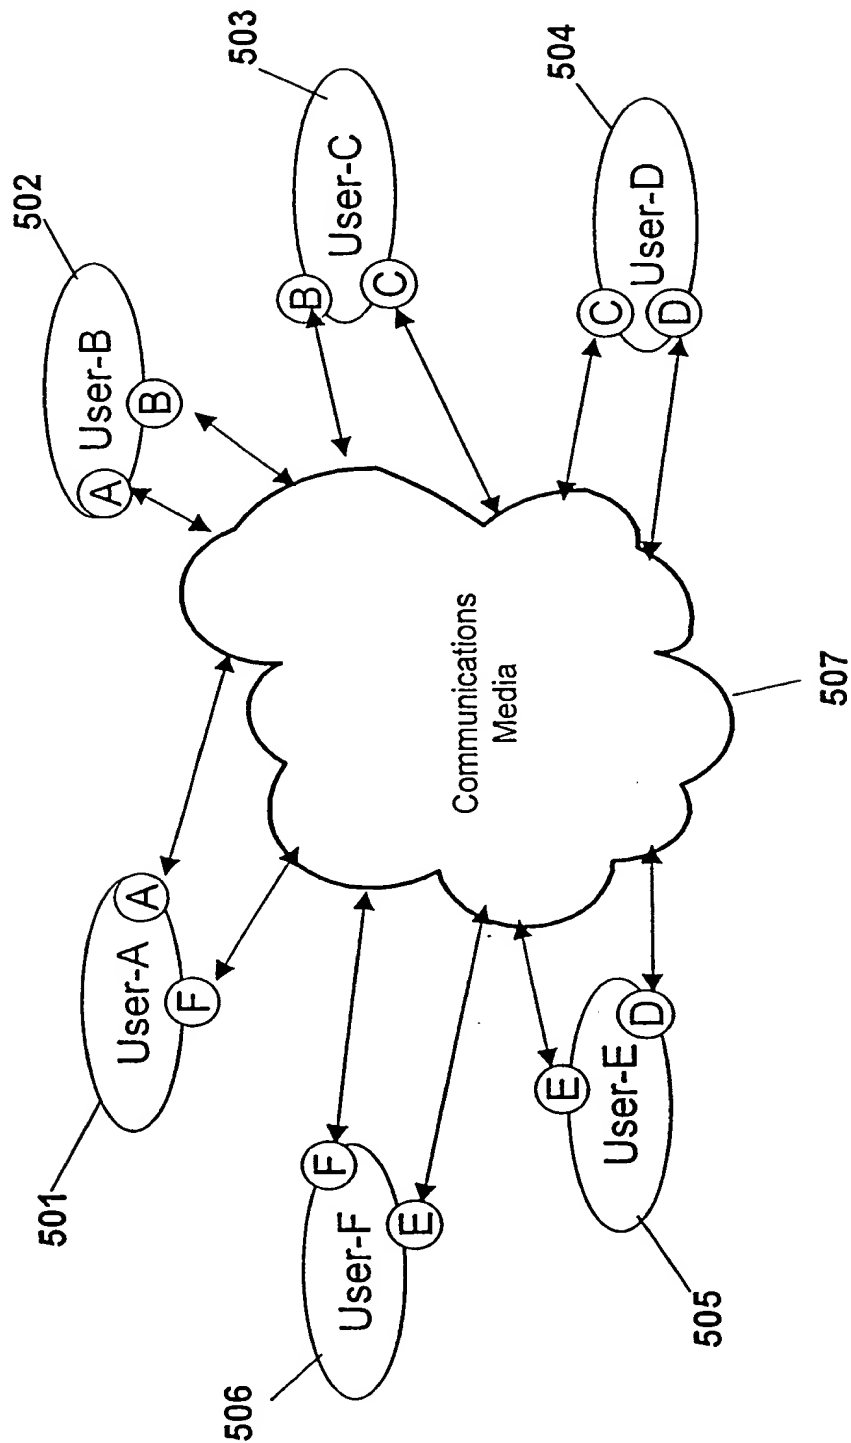 501
User-A
A
F
502
User-B
A
B
503
User-C
B
C
506
User-F
F
E
Communications
Media
504
User-D
C
D
505
User-E
E
D
507